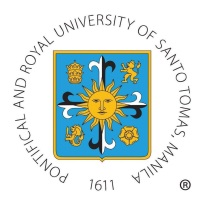 PONTIFICAL AND ROYAL UNIVERSITY OF SANTO TOMAS, MANILA
1611
®